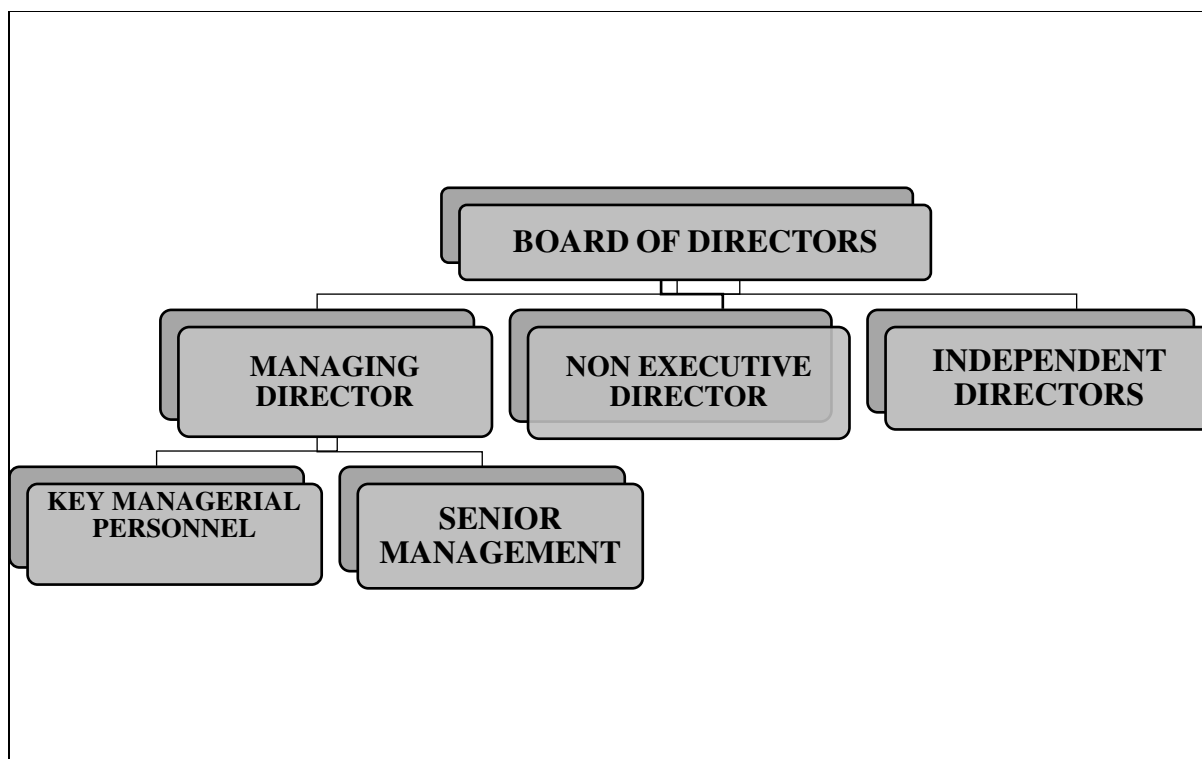 BOARD OF DIRECTORS
MANAGING
DIRECTOR
NON EXECUTIVE
DIRECTOR
INDEPENDENT
DIRECTORS
KEY MANAGERIAL
PERSONNEL
SENIOR
MANAGEMENT